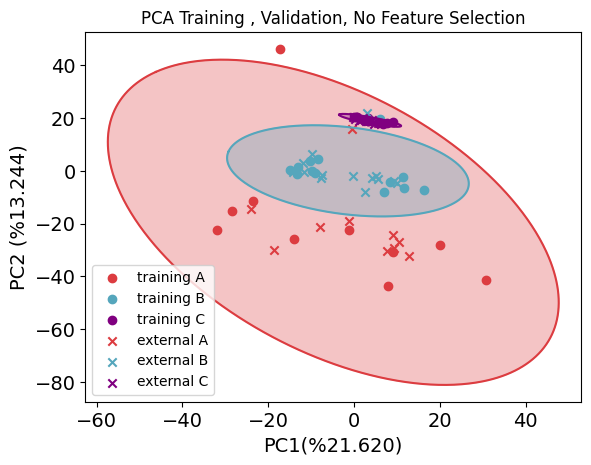 PCA Training , Validation, No Feature Selection
PC2 (%13.244)
40
20
0
−20
−40
−60
−80
training A
training B
training C
external A
external B
external C
−60
−40
−20
0
20
40
PC1(%21.620)